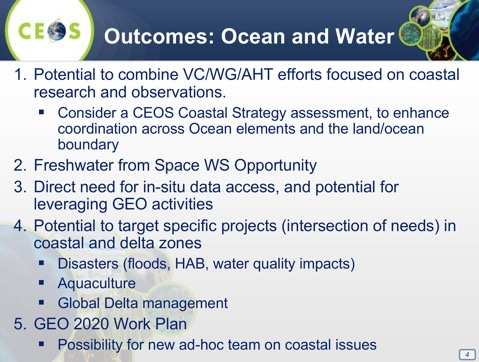 CEOS
Outcomes: Ocean and Water
1. Potential to combine VC/WG/AHT efforts focused on coastal
research and observations.
▪ Consider a CEOS Coastal Strategy assessment, to enhance
coordination across Ocean elements and the land/ocean
boundary
2. Freshwater from Space WS Opportunity
3. Direct need for in-situ data access, and potential for
leveraging GEO activities
4. Potential to target specific projects (intersection of needs) in
coastal and delta zones
▪ Disasters (floods, HAB, water quality impacts)
▪ Aquaculture
▪ Global Delta management
5. GEO 2020 Work Plan
▪ Possibility for new ad-hoc team on coastal issues
4